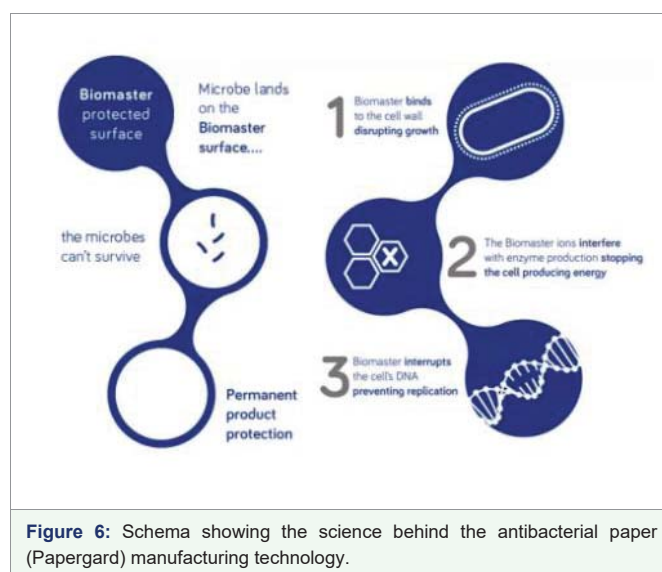 Biomaster
protected
surface
Microbe lands
on the
Biomaster
surface....
the microbes
can't survive
Permanent
product
protection
1
Biomaster binds
to the cell wall
disrupting growth
X
2
The Biomaster ions interfere
with enzyme production stopping
the cell producing energy
3
Biomaster interrupts
the cell's DNA
preventing replication
Figure 6: Schema showing the science behind the antibacterial paper
(Papergard) manufacturing technology.